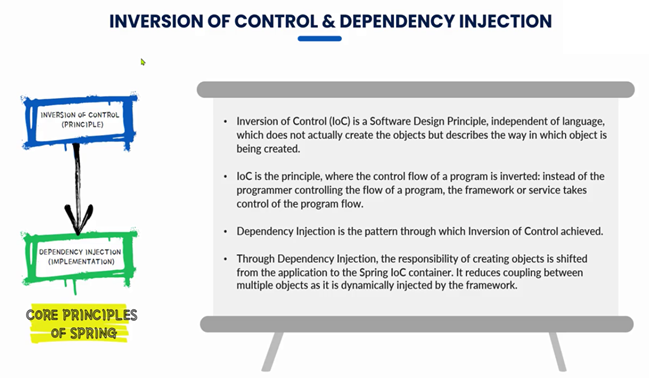 INVERSION OF CONTROL & DEPENDENCY INJECTION
INVERSION OF CONTROL
(PRINCIPLE)
DEPENDENCY INJECTION
(IMPLEMENTATION)
CORE PRINCIPLES
OF SPRING
• Inversion of Control (IoC) is a Software Design Principle, independent of language,
which does not actually create the objects but describes the way in which object is
being created.
• IoC is the principle, where the control flow of a program is inverted: instead of the
programmer controlling the flow of a program, the framework or service takes
control of the program flow.
• Dependency Injection is the pattern through which Inversion of Control achieved.
• Through Dependency Injection, the responsibility of creating objects is shifted
from the application to the Spring IoC container. It reduces coupling between
multiple objects as it is dynamically injected by the framework.